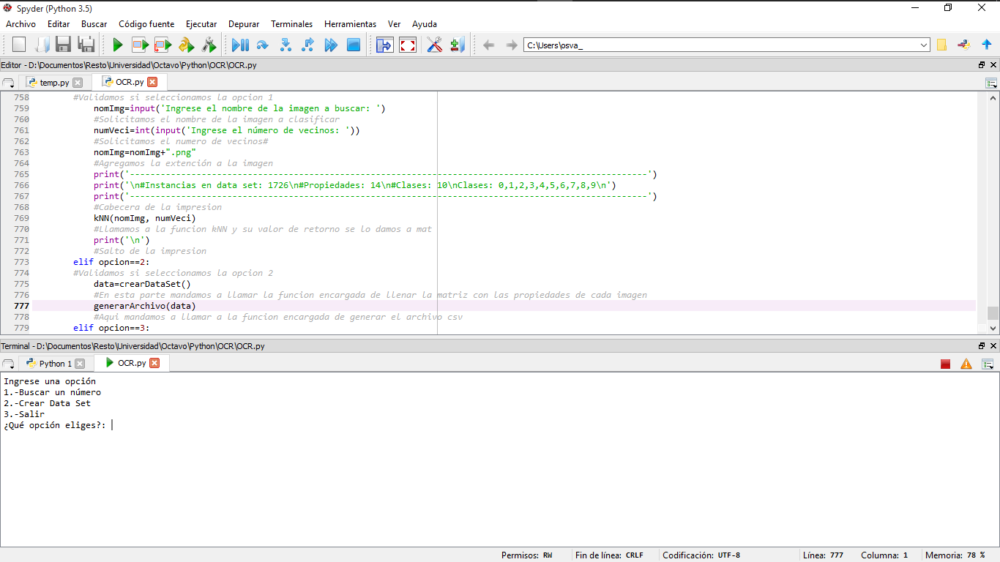 Spyder (Python 3.5)
Archivo Editar Buscar Código fuente Ejecutar Depurar Terminales Herramientas Ver Ayuda
C:\Users\osva_
Editor - D:\Documentos\Resto\Universidad\Octavo\Python\OCR\OCR.py
temp.py OCR.py
758 #Validamos si seleccionamos la opcion 1
759 nomImg=input('Ingrese el nombre de la imagen a buscar: ')
760 #Solicitamos el nombre de la imagen a clasificar
761 numVeci=int(input('Ingrese el número de vecinos: '))
762 #Solicitamos el numero de vecinos#
763 nomImg=nomImg+".png"
764 #Agregamos la extención a la imagen
765 print('-----------------------------------------------------------------------------------------------------')
766 print('\n#Instancias en data set: 1726\n#Propiedades: 14\n#Clases: 10\nClases: 0,1,2,3,4,5,6,7,8,9\n')
767 print('-----------------------------------------------------------------------------------------------------')
768 #Cabecera de la impresion
769 kNN(nomImg, numVeci)
770 #Llamamos a la funcion kNN y su valor de retorno se lo damos a mat
771 print('\n')
772 #Salto de la impresion
773 elif opcion==2:
774 #Validamos si seleccionamos la opcion 2
775 data=crearDataSet()
776 #En esta parte mandamos a llamar la funcion encargada de llenar la matriz con las propiedades de cada imagen
777 generarArchivo(data)
778 #Aqui mandamos a llamar a la funcion encargada de generar el archivo csv
779 elif opcion==3:
Terminal - D:\Documentos\Resto\Universidad\Octavo\Python\OCR\OCR.py
Python 1 OCR.py
Ingrese una opción
1.-Buscar un número
2.-Crear Data Set
3.-Salir
¿Qué opción eliges?:
Permisos: RW Fin de línea: CRLF Codificación: UTF-8 Línea: 777 Columna: 1 Memoria: 78 %